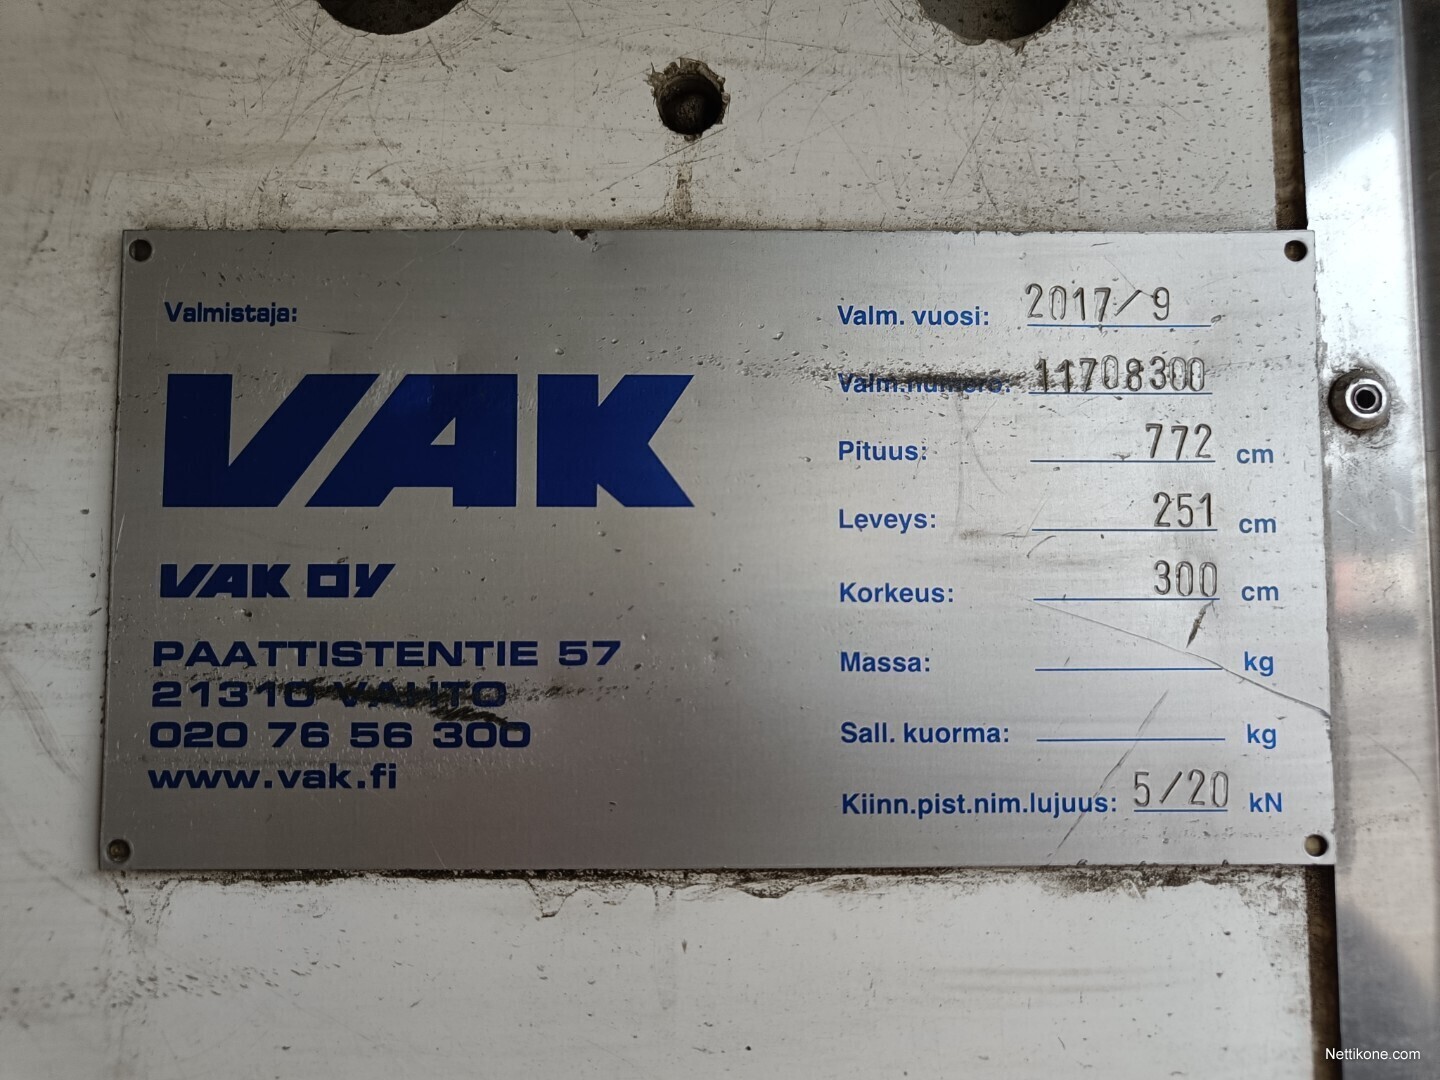 Valmistaja:
VAK
VAK OY
PAATTISTENTIE 57
21310 VAHTO
020 76 56 300
www.vak.fi
Valm. vuosi: 2017/9
Valm.numero: 11708300
Pituus: 772 cm
Leveys: 251 cm
Korkeus: 300 cm
Massa: kg
Sall. kuorma: kg
Kiinn.pist.nim.lujuus: 5/20 kN
Nettikone.com